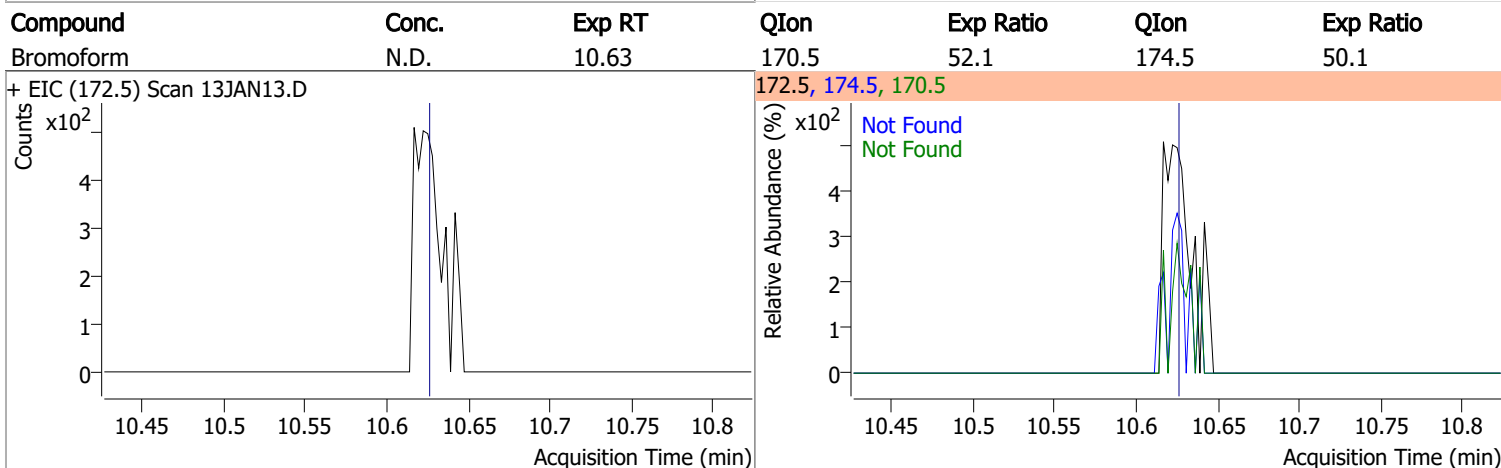 Compound Conc. Exp RT QIon Exp Ratio QIon Exp Ratio
Bromoform N.D. 10.63 170.5 52.1 174.5 50.1
+ EIC (172.5) Scan 13JAN13.D
Counts
x10²
4
3
2
1
0
10.45 10.5 10.55 10.6 10.65 10.7 10.75 10.8
Acquisition Time (min)
172.5, 174.5, 170.5
Relative Abundance (%)
x10²
Not Found
Not Found
4
3
2
1
0
10.45 10.5 10.55 10.6 10.65 10.7 10.75 10.8
Acquisition Time (min)